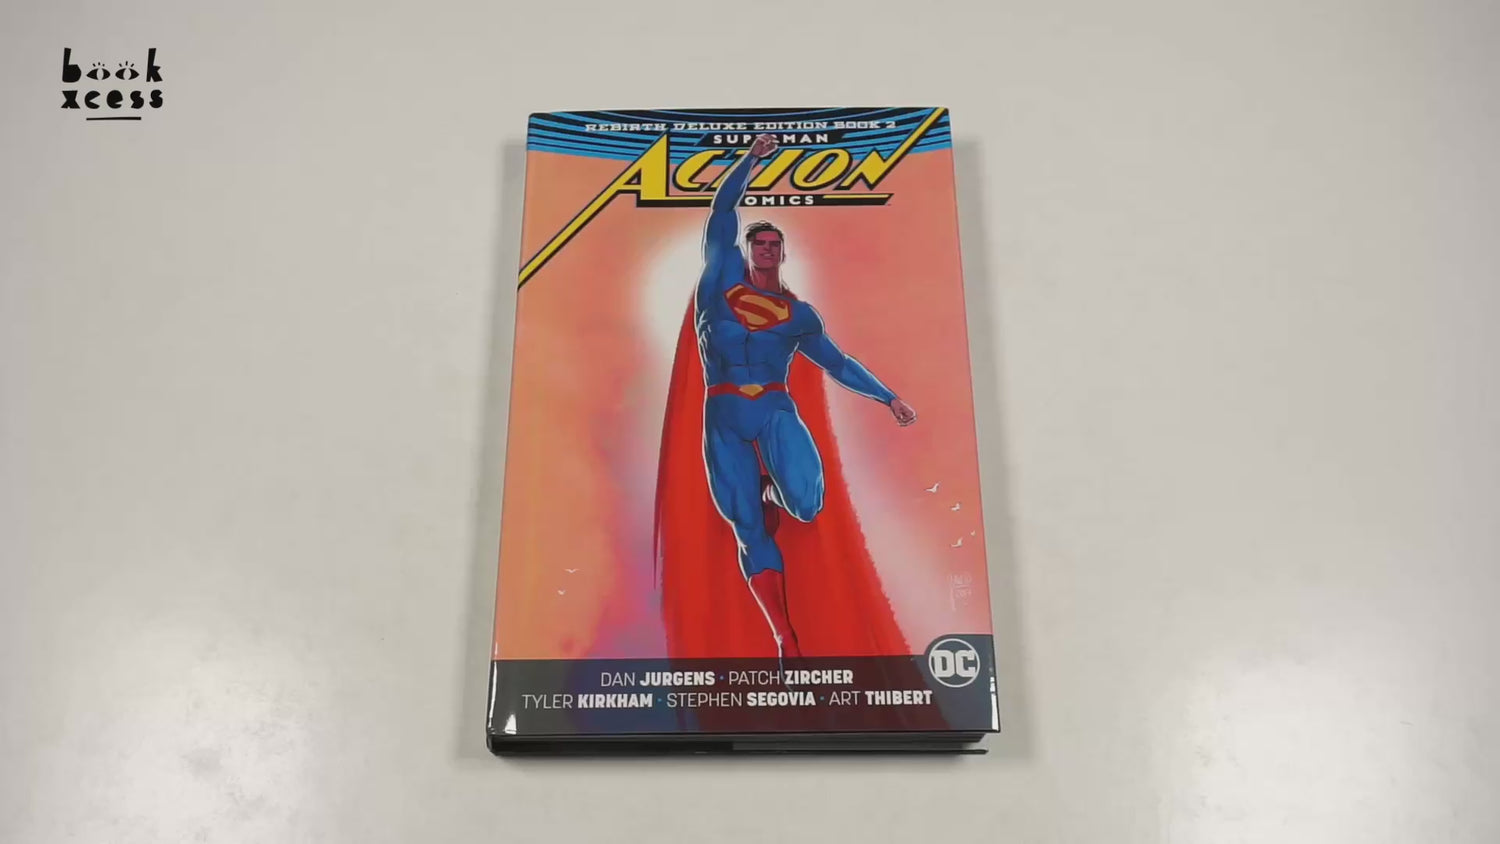 book
xcess
REBIRTH DELUXE EDITION BOOK 2
SUPERMAN
ACTION
COMICS
DAN JURGENS · PATCH ZIRCHER
TYLER KIRKHAM · STEPHEN SEGOVIA · ART THIBERT
DC